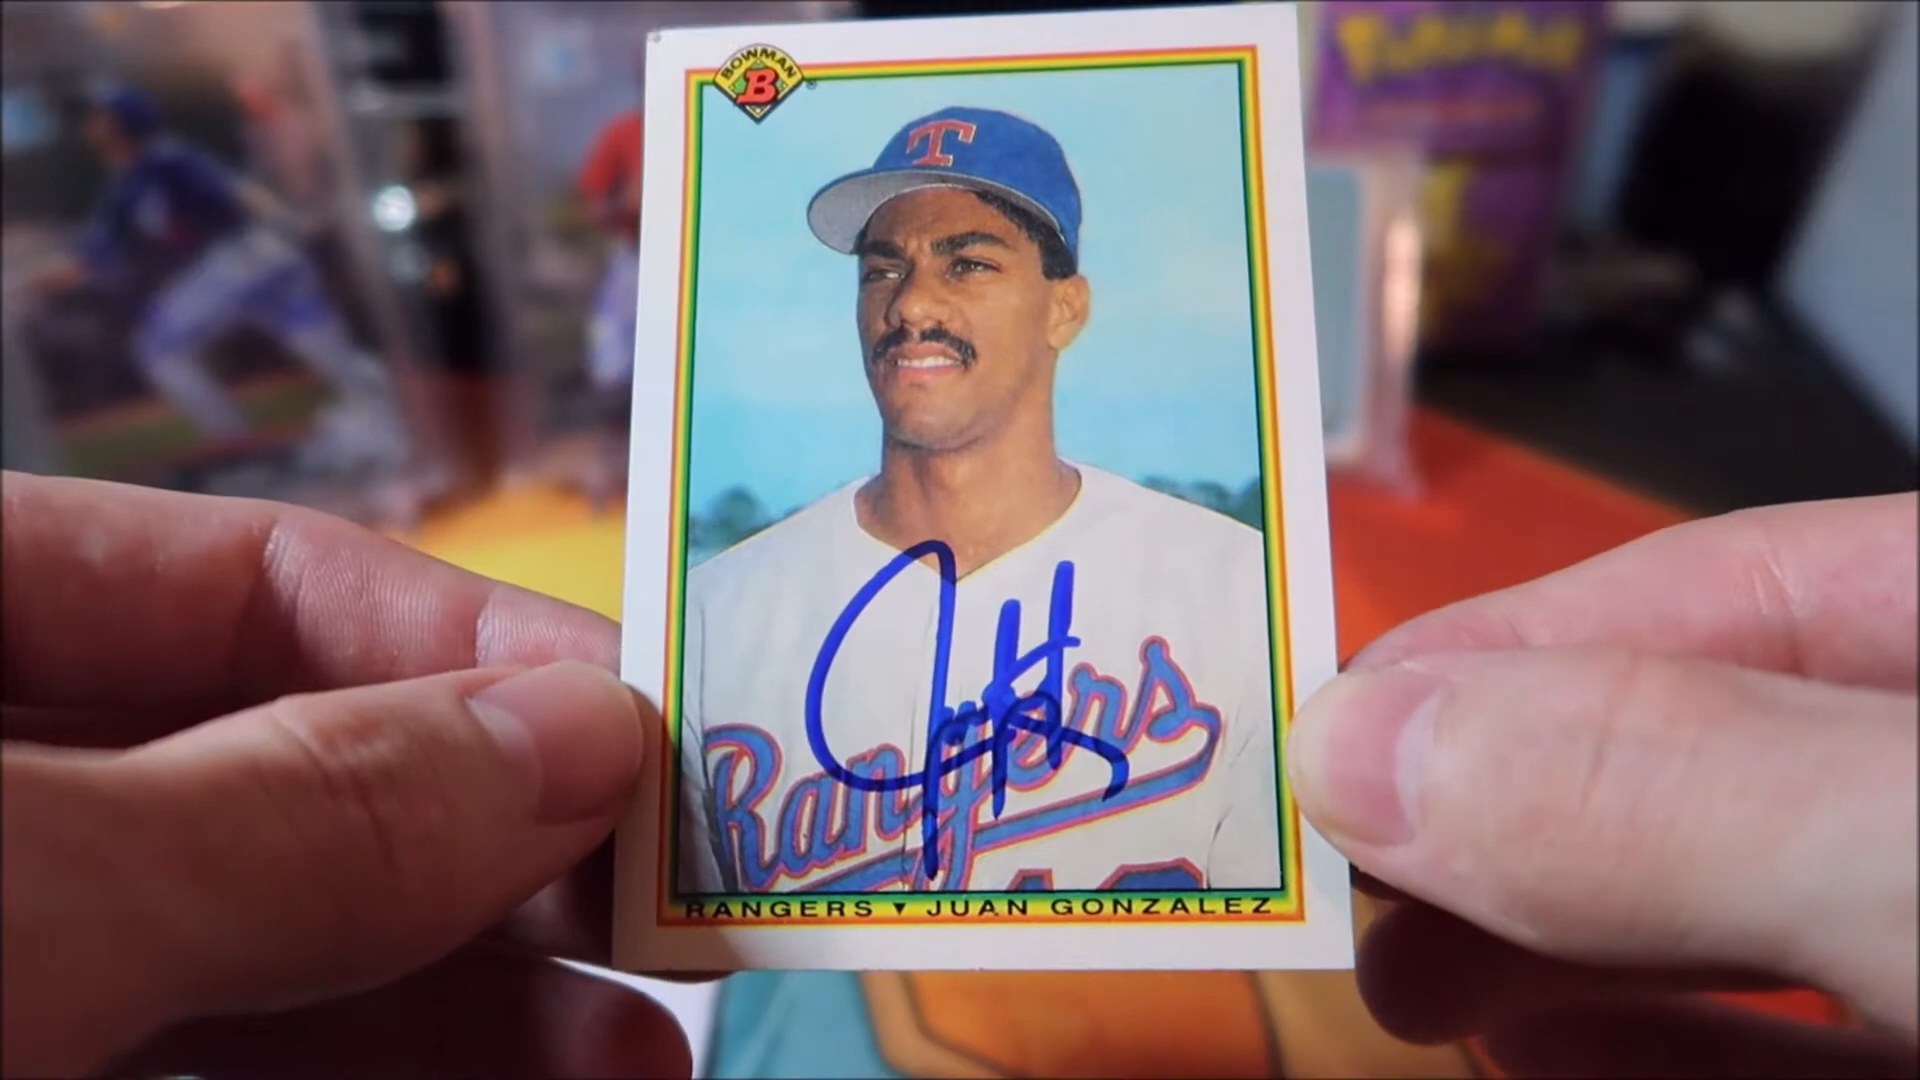 BOWMAN
B
T
Rangers
RANGERS ▼ JUAN GONZALEZ